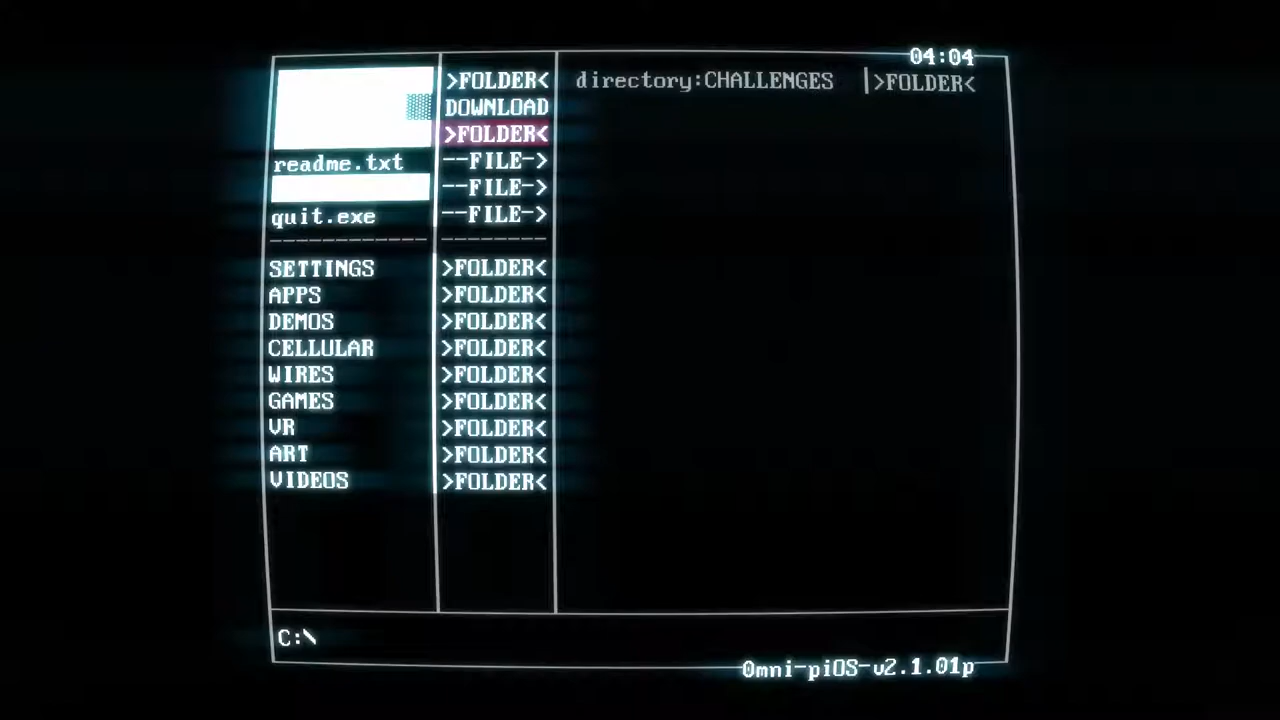 04:04
>FOLDER<
directory:CHALLENGES |>FOLDER<
DOWNLOAD
>FOLDER<
readme.txt --FILE->
--FILE->
quit.exe --FILE->
SETTINGS >FOLDER<
APPS >FOLDER<
DEMOS >FOLDER<
CELLULAR >FOLDER<
WIRES >FOLDER<
GAMES >FOLDER<
VR >FOLDER<
ART >FOLDER<
VIDEOS >FOLDER<
C:\
0mni-piOS-v2.1.01p